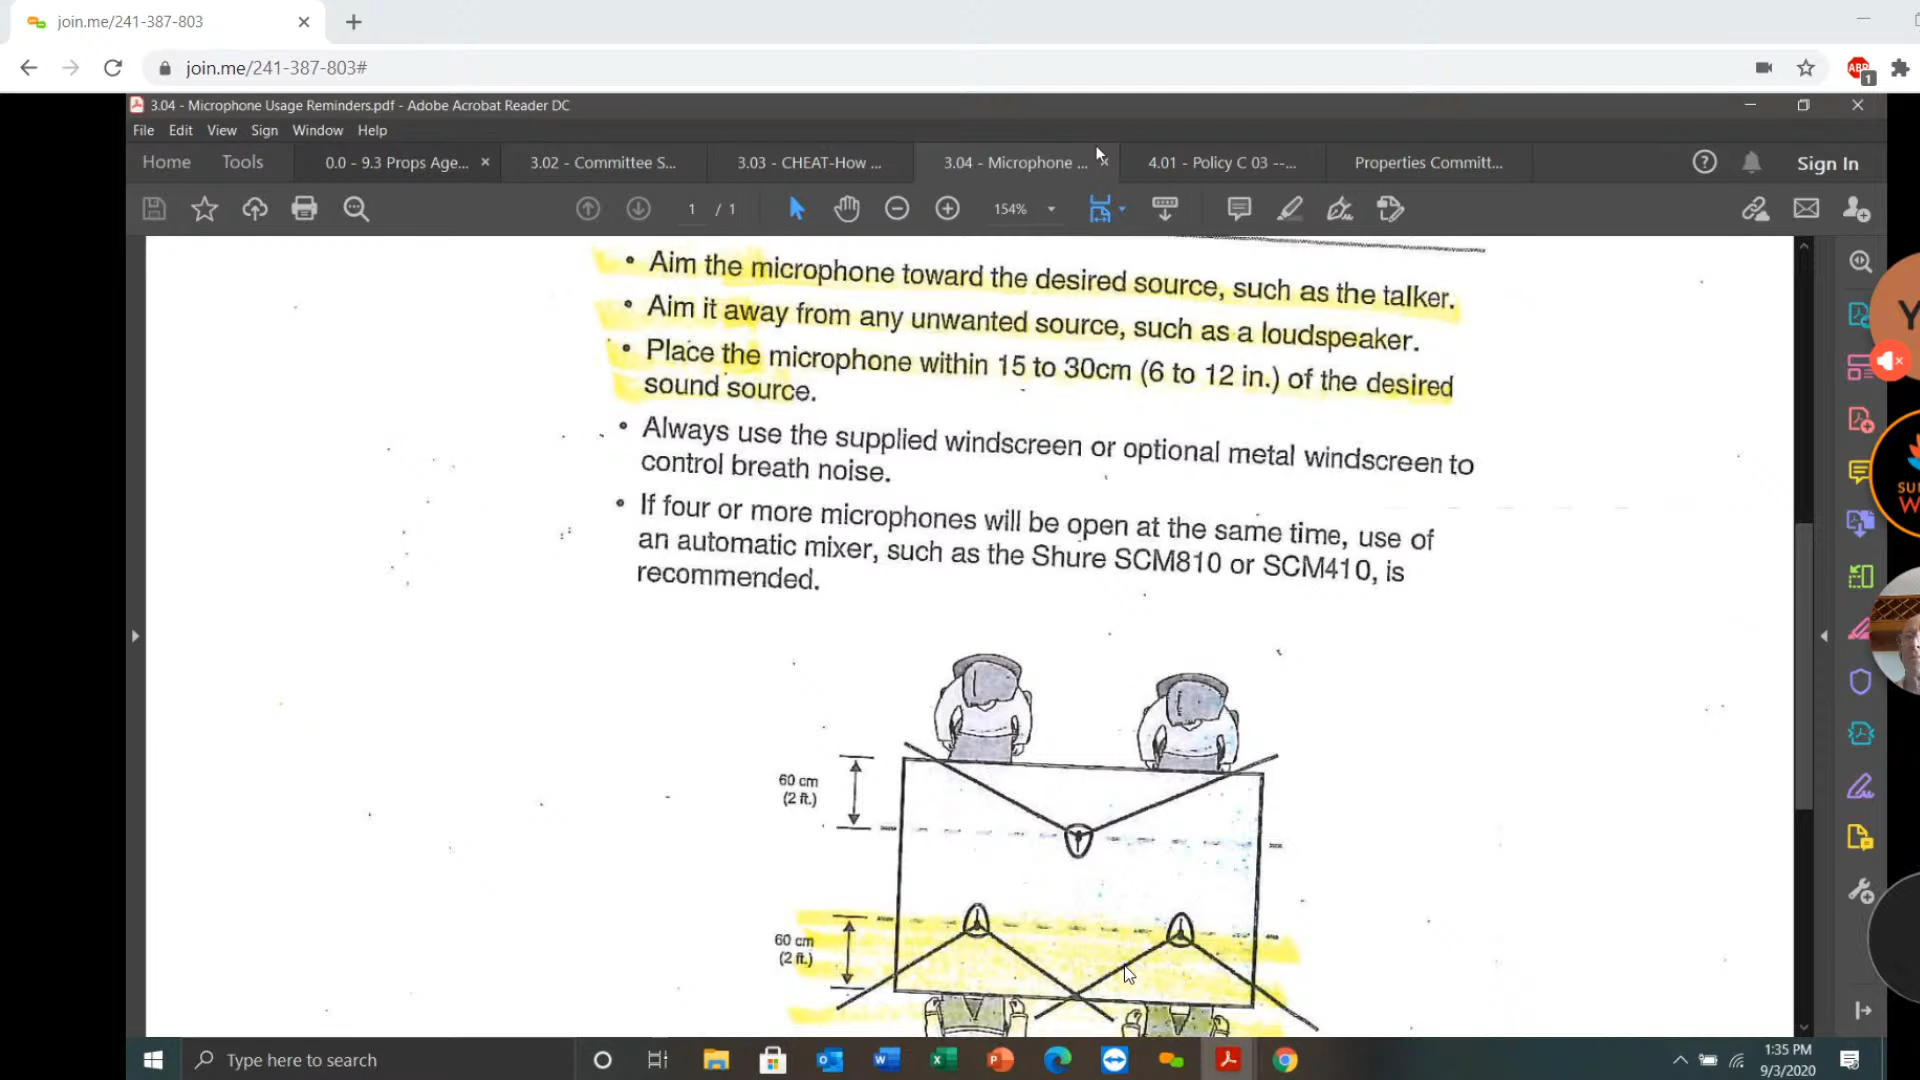 join.me/241-387-803
join.me/241-387-803#
ABP
1
3.04 - Microphone Usage Reminders.pdf - Adobe Acrobat Reader DC
File Edit View Sign Window Help
Home Tools 0.0 - 9.3 Props Age... 3.02 - Committee S... 3.03 - CHEAT-How ... 3.04 - Microphone ... 4.01 - Policy C 03 --... Properties Committ... Sign In
1 / 1 154%
• Aim the microphone toward the desired source, such as the talker.
• Aim it away from any unwanted source, such as a loudspeaker.
• Place the microphone within 15 to 30cm (6 to 12 in.) of the desired
sound source.
• Always use the supplied windscreen or optional metal windscreen to
control breath noise.
• If four or more microphones will be open at the same time, use of
an automatic mixer, such as the Shure SCM810 or SCM410, is
recommended.
60 cm
(2 ft.)
60 cm
(2 ft.)
Y
Type here to search
1:35 PM
9/3/2020